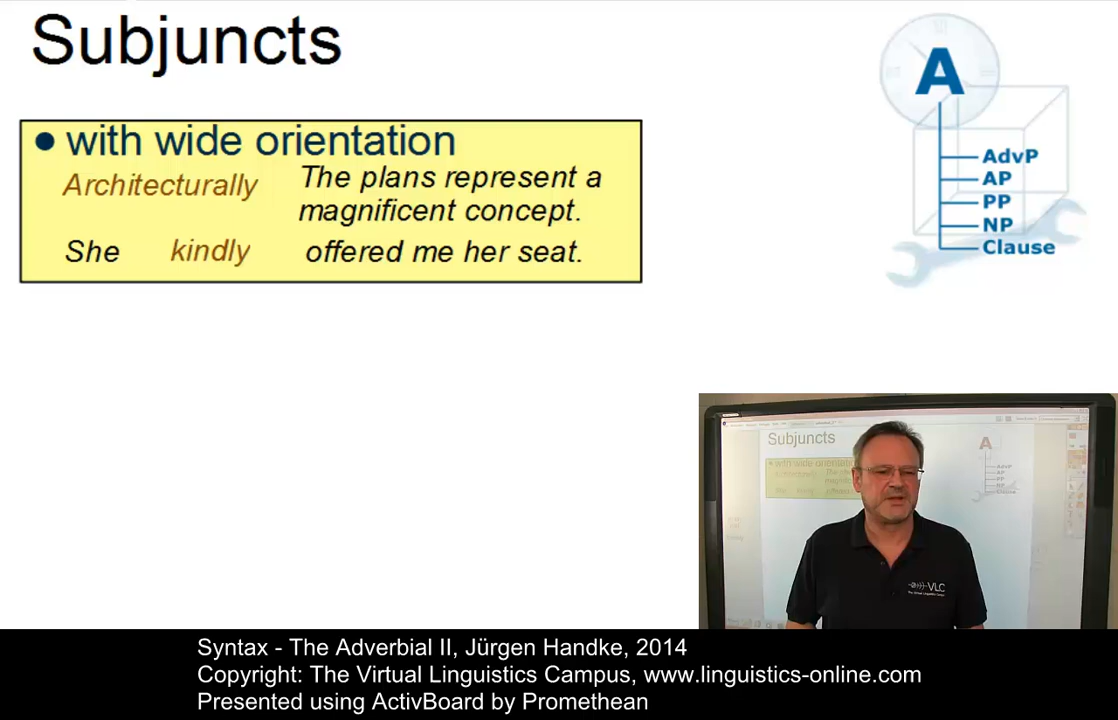 Subjuncts
A
• with wide orientation
Architecturally The plans represent a
magnificent concept.
She kindly offered me her seat.
AdvP
AP
PP
NP
Clause
Subjuncts
A
VLC
Syntax - The Adverbial II, Jürgen Handke, 2014
Copyright: The Virtual Linguistics Campus, www.linguistics-online.com
Presented using ActivBoard by Promethean